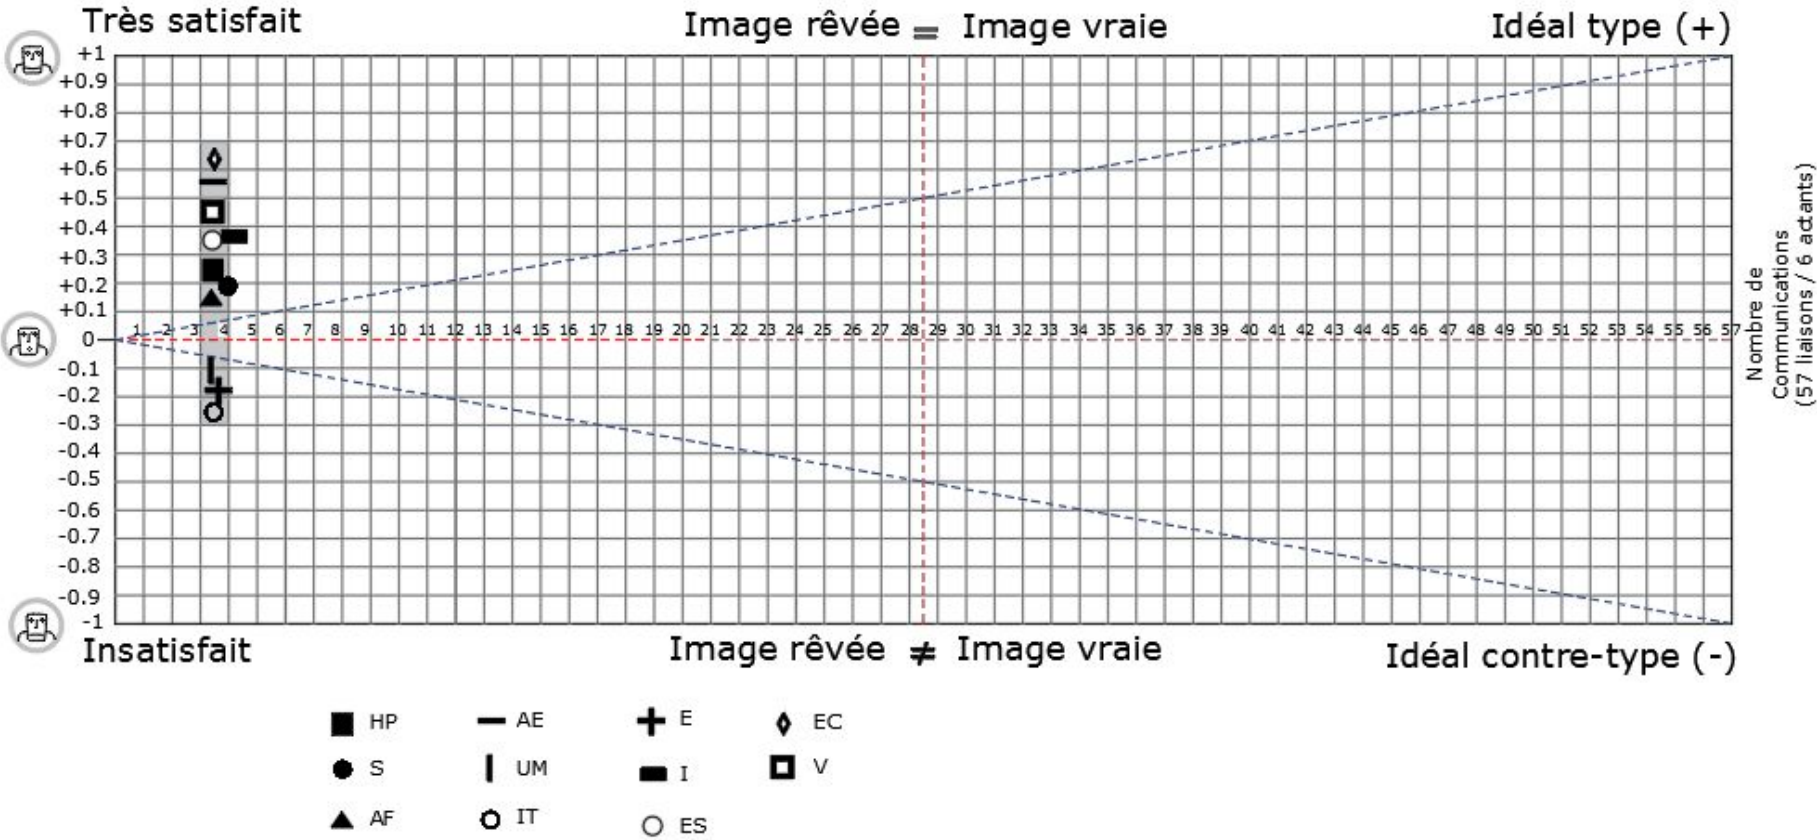 Très satisfait
Image rêvée = Image vraie
Idéal type (+)
+1
+0.9
+0.8
+0.7
+0.6
+0.5
+0.4
+0.3
+0.2
+0.1
0
-0.1
-0.2
-0.3
-0.4
-0.5
-0.6
-0.7
-0.8
-0.9
-1
1 2 3 4 5 6 7 8 9 10 11 12 13 14 15 16 17 18 19 20 21 22 23 24 25 26 27 28 29 30 31 32 33 34 35 36 37 38 39 40 41 42 43 44 45 46 47 48 49 50 51 52 53 54 55 56 57
Nombre de
Communications
(57 liaisons / 6 actants)
Insatisfait
Image rêvée ≠ Image vraie
Idéal contre-type (-)
HP AE E EC
S UM I V
AF IT ES